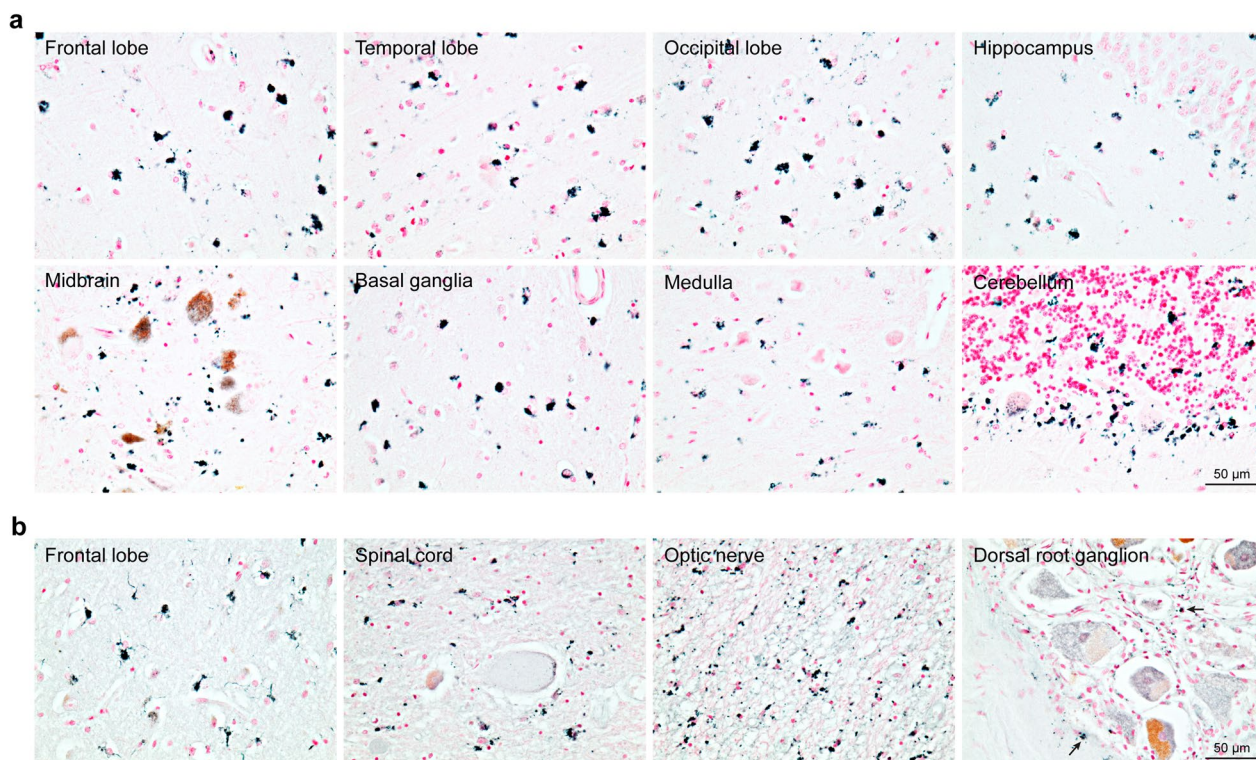 a
Frontal lobe
Temporal lobe
Occipital lobe
Hippocampus
Midbrain
Basal ganglia
Medulla
Cerebellum
50 µm
b
Frontal lobe
Spinal cord
Optic nerve
Dorsal root ganglion
50 µm